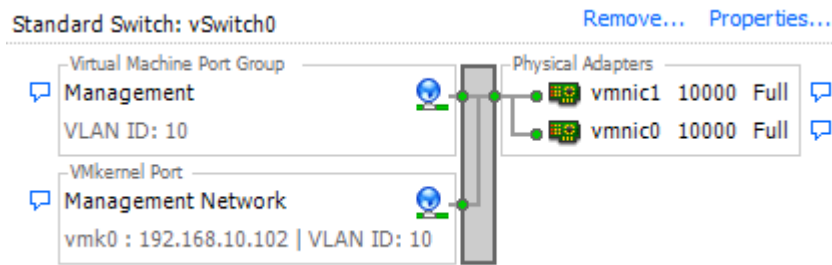 Standard Switch: vSwitch0 Remove... Properties...
Virtual Machine Port Group
Management
VLAN ID: 10
VMkernel Port
Management Network
vmk0 : 192.168.10.102 | VLAN ID: 10
Physical Adapters
vmnic1 10000 Full
vmnic0 10000 Full